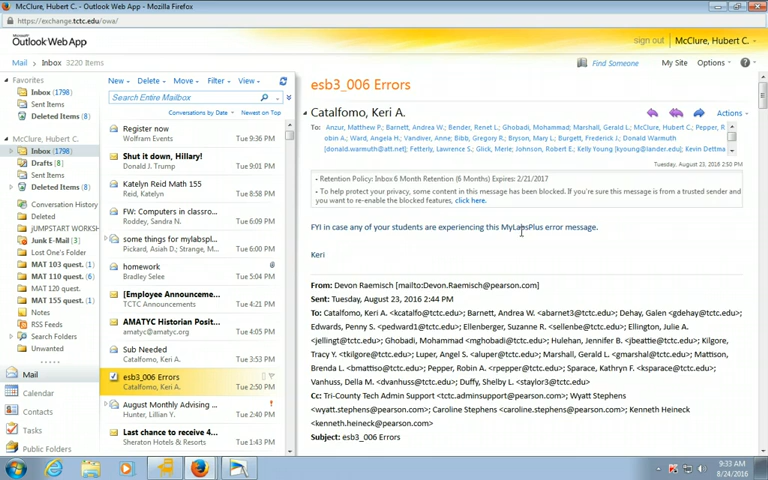 McClure, Hubert C. - Outlook Web App - Mozilla Firefox
https://exchange.tctc.edu/owa/
Microsoft
Outlook Web App
sign out McClure, Hubert C.
Mail › Inbox 3220 Items
Find Someone My Site Options
Favorites
Inbox (1798)
Sent Items
Deleted Items (8)
McClure, Hubert C.
Inbox (1798)
Drafts (8)
Sent Items
Deleted Items (8)
Conversation History
Deleted
jUMPSTART WORKSH
Junk E-Mail (3)
Lost One's Folder
MAT 103 quest. (1)
MAT 110 quest. (6)
MAT 120 quest.
MAT 155 quest. (1)
Notes
RSS Feeds
Search Folders
Unwanted
Mail
Calendar
Contacts
Tasks
Public Folders
New Delete Move Filter View
Search Entire Mailbox
Conversations by Date Newest on Top
Register now
Wolfram Events Tue 9:36 PM
Shut it down, Hillary!
Donald J. Trump Tue 9:01 PM
Katelyn Reid Math 155
Reid, Katelyn Tue 8:58 PM
FW: Computers in classro...
Roddey, Sandra N. Tue 6:09 PM
some things for mylabspl...
Pickard, Asiah D.; Strange, M... Tue 6:00 PM
homework
Bradley Selee Tue 5:04 PM
[Employee Announceme...
TCTC Announcements Tue 4:21 PM
AMATYC Historian Posit...
amatyc@amatyc.org Tue 4:05 PM
Sub Needed
Catalfomo, Keri A. Tue 3:53 PM
esb3_006 Errors
Catalfomo, Keri A. Tue 2:50 PM
August Monthly Advising ...
Hunter, Lillian Y. Tue 2:40 PM
Last chance to receive 4...
Sheraton Hotels & Resorts Tue 1:43 PM
esb3_006 Errors
Catalfomo, Keri A.
Actions
To: Anzur, Matthew P.; Barnett, Andrea W.; Bender, Renet L.; Ghobadi, Mohammad; Marshall, Gerald L.; McClure, Hubert C.; Pepper, R
obin A.; Ward, Angela H.; Vandiver, Anne; Bibb, Gregory R.; Bryson, Mary L.; Burgett, Frederick J.; Donald Warmuth
[donald.warmuth@att.net]; Fetterly, Lawrence S.; Glick, Merle; Johnson, Robert E.; Kelly Young [kyoung@lander.edu]; Kevin Dettma
Tuesday, August 23, 2016 2:50 PM
• Retention Policy: Inbox 6 Month Retention (6 Months) Expires: 2/21/2017
• To help protect your privacy, some content in this message has been blocked. If you're sure this message is from a trusted sender and
you want to re-enable the blocked features, click here.
FYI in case any of your students are experiencing this MyLabsPlus error message.
Keri
From: Devon Raemisch [mailto:Devon.Raemisch@pearson.com]
Sent: Tuesday, August 23, 2016 2:44 PM
To: Catalfomo, Keri A. <kcatalfo@tctc.edu>; Barnett, Andrea W. <abarnet3@tctc.edu>; Dehay, Galen <gdehay@tctc.edu>;
Edwards, Penny S. <pedward1@tctc.edu>; Ellenberger, Suzanne R. <sellenbe@tctc.edu>; Ellington, Julie A.
<jellingt@tctc.edu>; Ghobadi, Mohammad <mghobadi@tctc.edu>; Hulehan, Jennifer B. <jbeattie@tctc.edu>; Kilgore,
Tracy Y. <tkilgore@tctc.edu>; Luper, Angel S. <aluper@tctc.edu>; Marshall, Gerald L. <gmarshal@tctc.edu>; Mattison,
Brenda L. <bmattiso@tctc.edu>; Pepper, Robin A. <rpepper@tctc.edu>; Sparace, Kathryn F. <ksparace@tctc.edu>;
Vanhuss, Della M. <dvanhuss@tctc.edu>; Duffy, Shelby L. <staylor3@tctc.edu>
Cc: Tri-County Tech Admin Support <tctc.adminsupport@pearson.com>; Wyatt Stephens
<wyatt.stephens@pearson.com>; Caroline Stephens <caroline.stephens@pearson.com>; Kenneth Heineck
<kenneth.heineck@pearson.com>
Subject: esb3_006 Errors
9:33 AM
8/24/2016